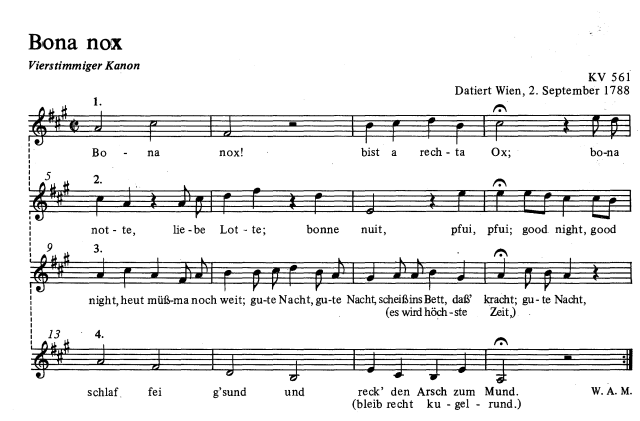 Bona nox
Vierstimmiger Kanon
KV 561
Datiert Wien, 2. September 1788
1.
Bo - na nox! bist a rech - ta Ox; bo-na
5 2.
not - te, lie - be Lot - te; bonne nuit, pfui, pfui; good night, good
9 3.
night, heut müß-ma noch weit; gu-te Nacht, gu-te Nacht, scheiß ins Bett, daß' kracht; gu-te Nacht,
(es wird höch-ste Zeit,)
13 4.
schlaf fei g'sund und reck' den Arsch zum Mund. W. A. M.
(bleib recht ku - gel - rund.)